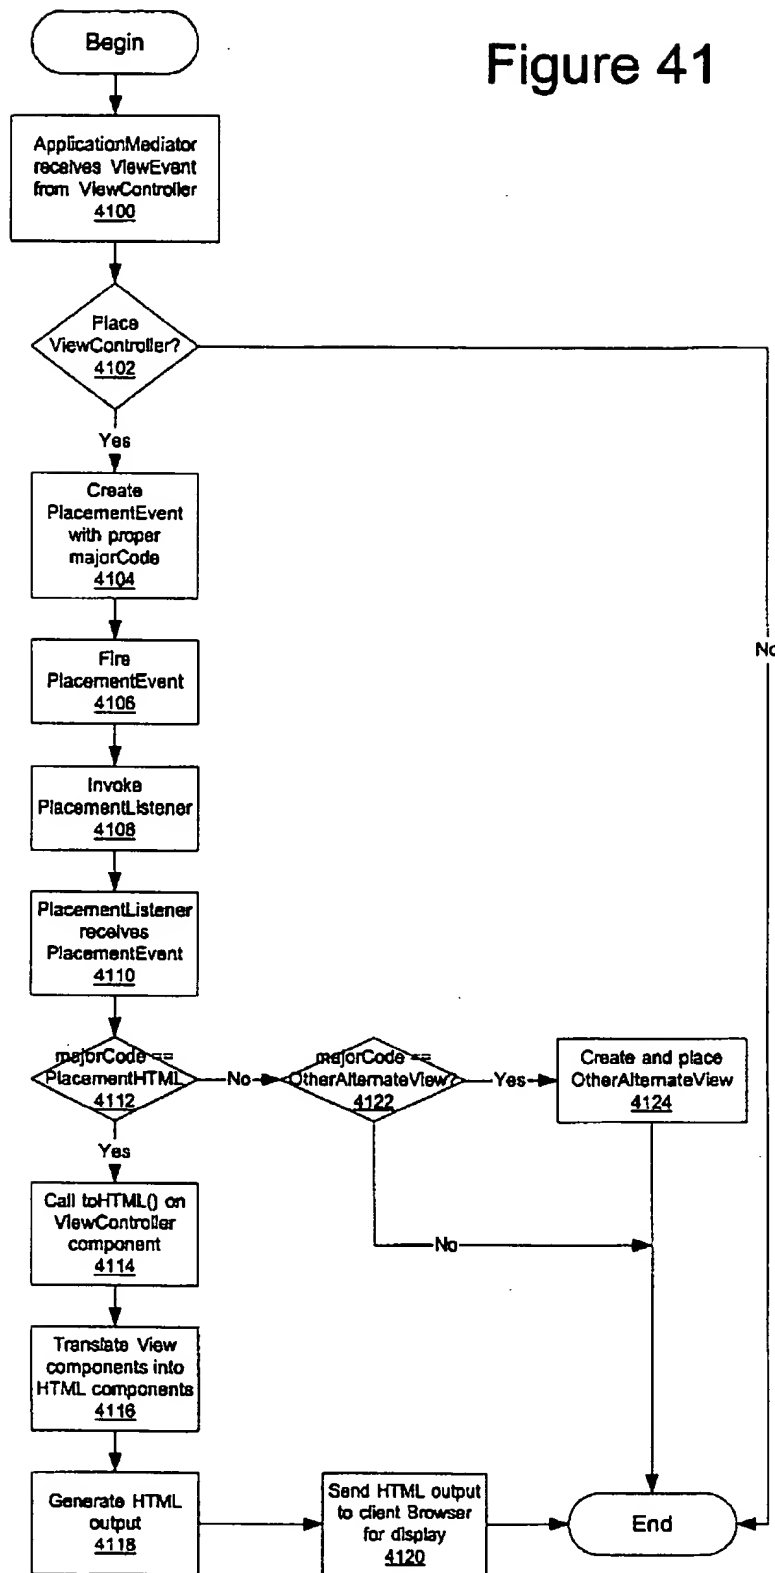 Begin
Figure 41
ApplicationMediator
receives ViewEvent
from ViewController
4100
Place
ViewController?
4102
Yes
Create
PlacementEvent
with proper
majorCode
4104
No
Fire
PlacementEvent
4106
Invoke
PlacementListener
4108
PlacementListener
receives
PlacementEvent
4110
majorCode ==
PlacementHTML
4112
No
majorCode ==
OtherAlternateView?
4122
Yes
Create and place
OtherAlternateView
4124
Yes
Call toHTML() on
ViewController
component
4114
No
Translate View
components into
HTML components
4116
Generate HTML
output
4118
Send HTML output
to client Browser
for display
4120
End